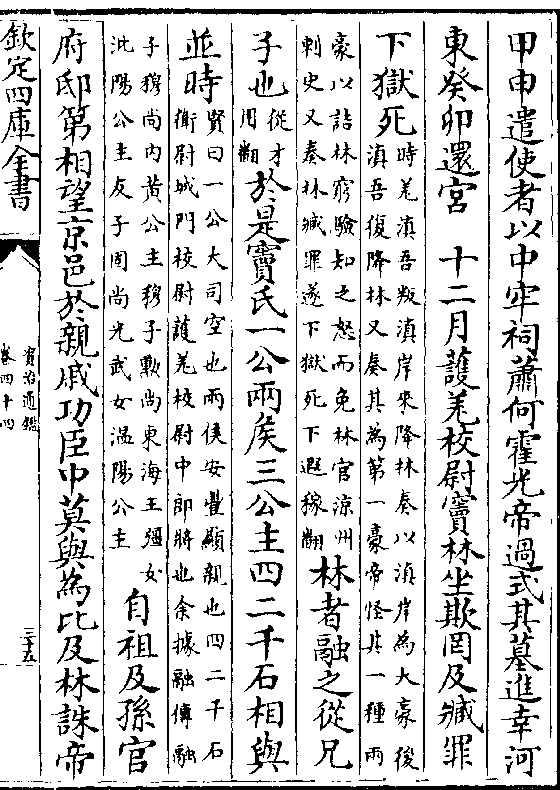 甲申遣使者以中牢祠蕭何霍光帝過式其墓進幸河
東癸卯還宮　十二月護羌校尉竇林坐欺罔及贓罪
下獄死
時羌滇吾叛滇岸來降林奏以滇岸為大豪後
滇吾復降林又奏其為第一豪帝怪其一種兩
豪以詰林窮驗知之怒而免林官涼州
刺史又奏林贓罪遂下獄死下遐稼翻
林者融之從兄
子也
從才
用翻
於是竇氏一公兩侯三公主四二千石相與
並時
賢曰一公大司空也兩侯安豐顯親也四二千石
衛尉城門校尉護羌校尉中郎將也余據融傳融
子穆尚內黃公主穆子勲尚東海王彊女
沘陽公主友子固尚光武女涅陽公主
自祖及孫官
府邸第相望京邑於親戚功臣中莫與為比及林誅帝
欽定四庫全書
資治通鑑
卷四十四
三十五